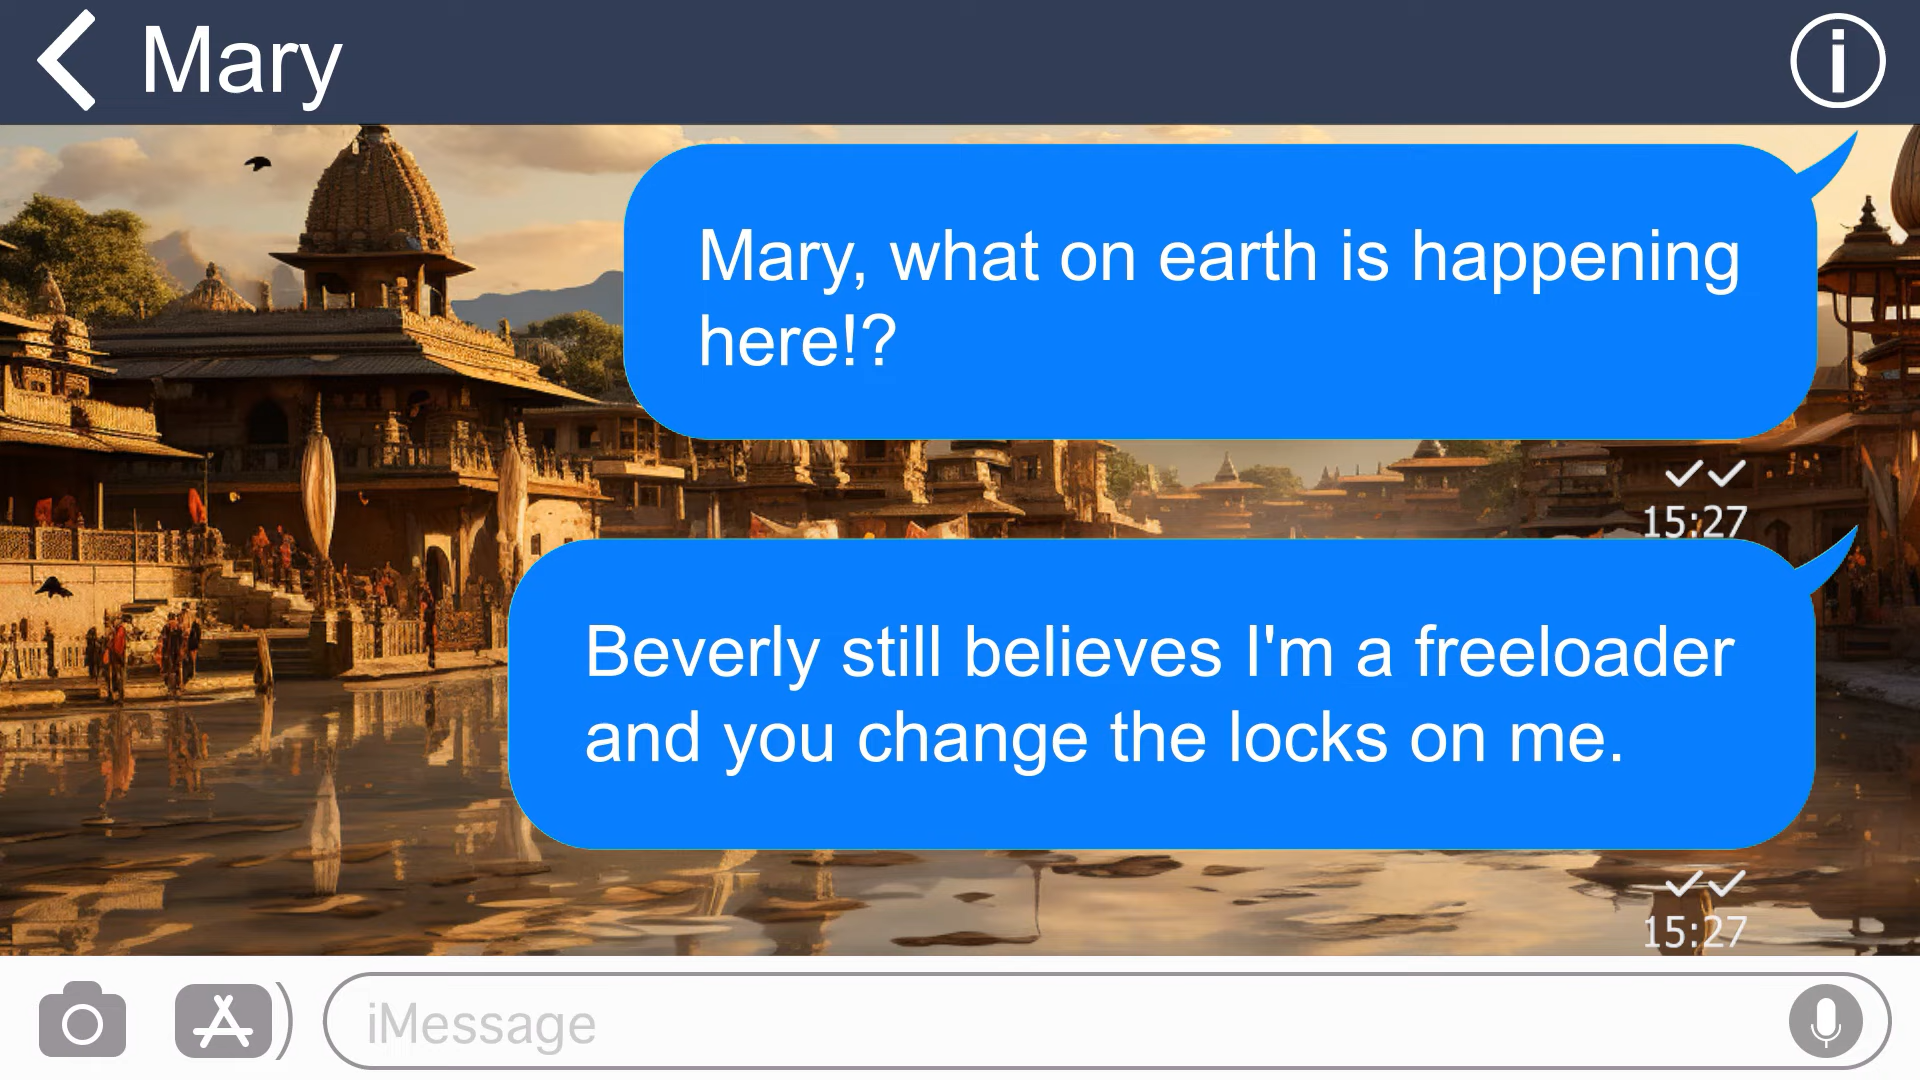 Mary
Mary, what on earth is happening
here!?
15:27
Beverly still believes I'm a freeloader
and you change the locks on me.
15:27
iMessage